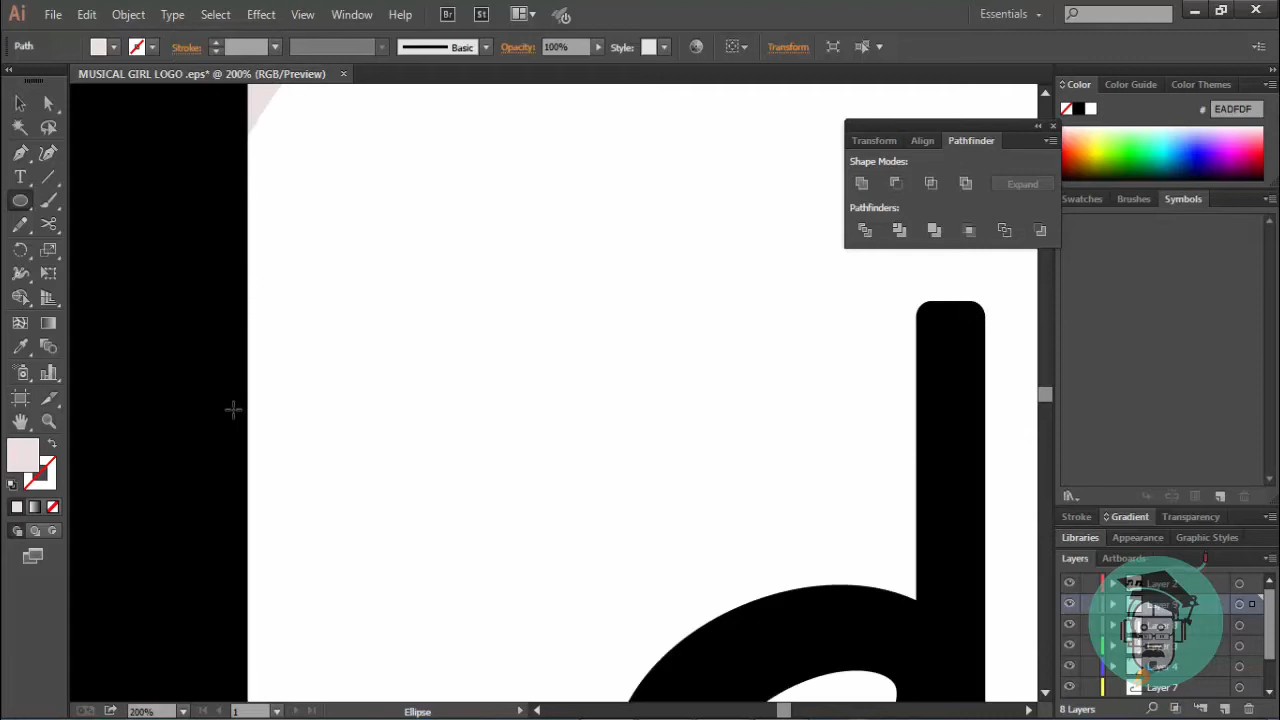 Ai File Edit Object Type Select Effect View Window Help Br St Essentials
Path Stroke: Basic Opacity: 100% Style: Transform
MUSICAL GIRL LOGO .eps* @ 200% (RGB/Preview)
Color Color Guide Color Themes
# EADFDF
Transform Align Pathfinder
Shape Modes:
Expand
Pathfinders:
Swatches Brushes Symbols
Stroke Gradient Transparency
Libraries Appearance Graphic Styles
Layers Artboards
Layer 2
Layer 7
8 Layers
200% 1 Ellipse